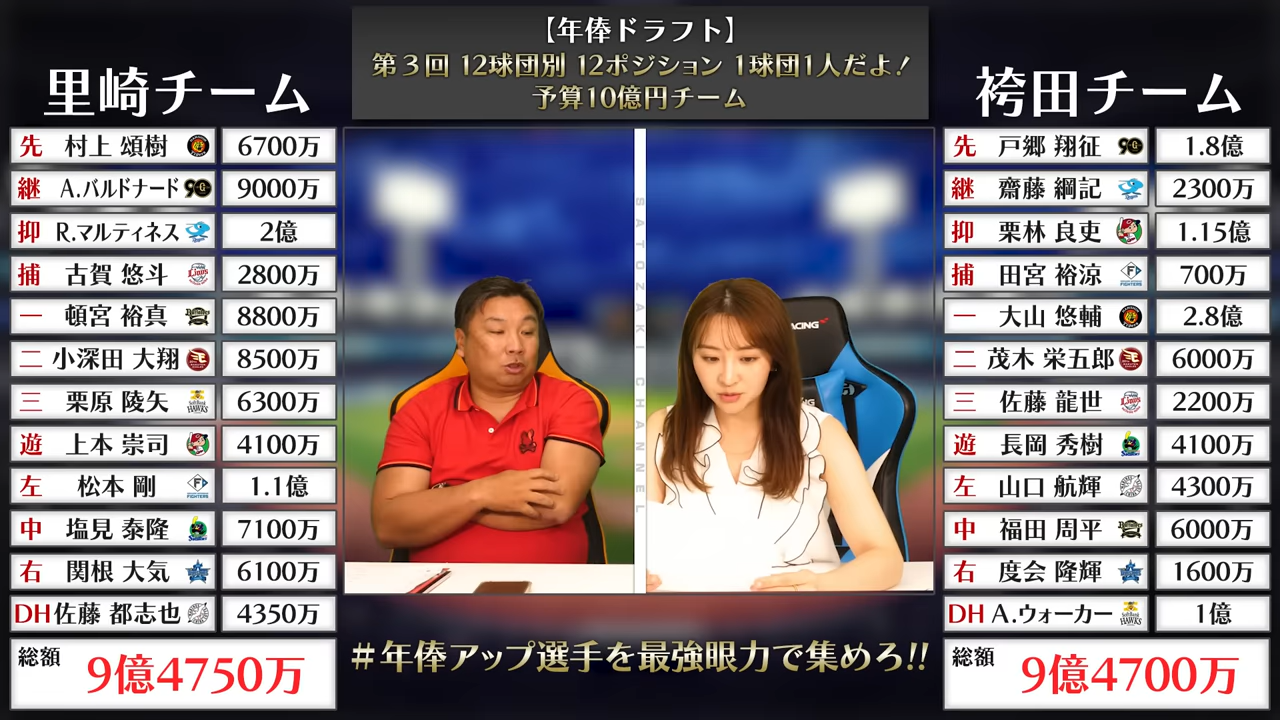 【年俸ドラフト】
第3回 12球団別 12ポジション 1球団1人だよ!
予算10億円チーム
里崎チーム
先 村上 頌樹 6700万
継 A.バルドナード 9000万
抑 R.マルティネス 2億
捕 古賀 悠斗 2800万
一 頓宮 裕真 8800万
二 小深田 大翔 8500万
三 栗原 陵矢 6300万
遊 上本 崇司 4100万
左 松本 剛 1.1億
中 塩見 泰隆 7100万
右 関根 大気 6100万
DH 佐藤 都志也 4350万
総額 9億4750万
SATOZAKI CHANNEL
RACING
袴田チーム
先 戸郷 翔征 1.8億
継 齋藤 綱記 2300万
抑 栗林 良吏 1.15億
捕 田宮 裕涼 700万
一 大山 悠輔 2.8億
二 茂木 栄五郎 6000万
三 佐藤 龍世 2200万
遊 長岡 秀樹 4100万
左 山口 航輝 4300万
中 福田 周平 6000万
右 度会 隆輝 1600万
DH A.ウォーカー 1億
総額 9億4700万
#年俸アップ選手を最強眼力で集めろ!!